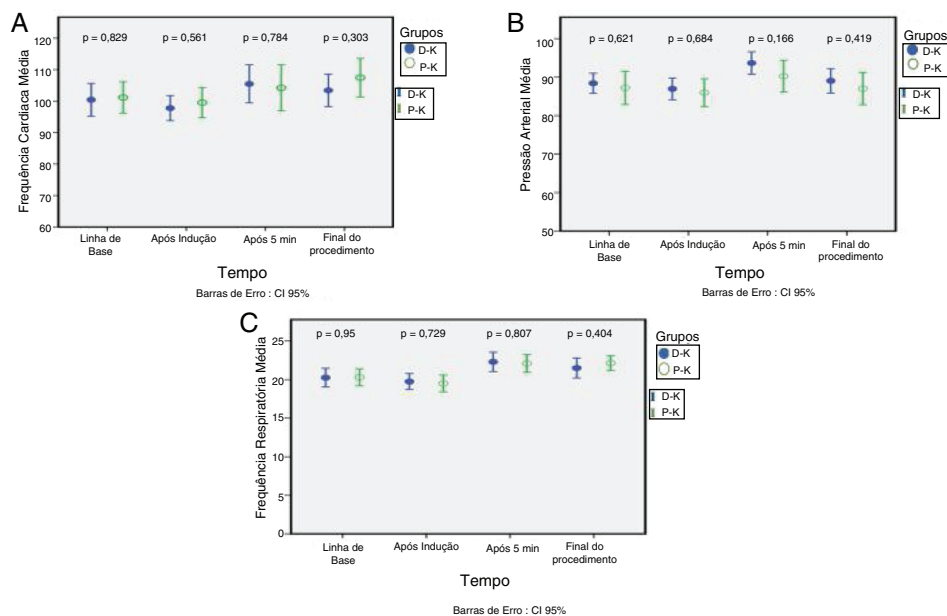 A
Frequência Cardíaca Média
120
110
100
90
80
70
60
p = 0,829 p = 0,561 p = 0,784 p = 0,303
Grupos
D-K
P-K
D-K
P-K
Linha de
Base
Após Indução
Após 5 min
Final do
procedimento
Tempo
Barras de Erro : CI 95%
B
Pressão Arterial Média
100
90
80
70
60
50
p = 0,621 p = 0,684 p = 0,166 p = 0,419
Grupos
D-K
P-K
D-K
P-K
Linha de
Base
Após Indução
Após 5 min
Final do
procedimento
Tempo
Barras de Erro : CI 95%
C
Frequência Respiratória Média
25
20
15
10
5
0
p = 0,95 p = 0,729 p = 0,807 p = 0,404
Grupos
D-K
P-K
D-K
P-K
Linha de
Base
Após Indução
Após 5 min
Final do
procedimento
Tempo
Barras de Erro : CI 95%